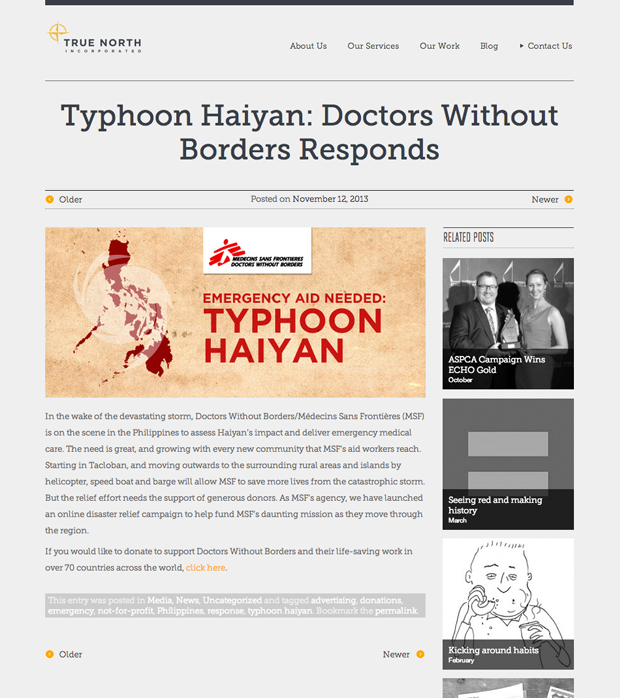 TRUE NORTH
INCORPORATED
About Us
Our Services
Our Work
Blog
Contact Us
Typhoon Haiyan: Doctors Without
Borders Responds
Older
Posted on November 12, 2013
Newer
MEDECINS SANS FRONTIERES
DOCTORS WITHOUT BORDERS
EMERGENCY AID NEEDED:
TYPHOON
HAIYAN
In the wake of the devastating storm, Doctors Without Borders/Médecins Sans Frontières (MSF)
is on the scene in the Philippines to assess Haiyan's impact and deliver emergency medical
care. The need is great, and growing with every new community that MSF's aid workers reach.
Starting in Tacloban, and moving outwards to the surrounding rural areas and islands by
helicopter, speed boat and barge will allow MSF to save more lives from the catastrophic storm.
But the relief effort needs the support of generous donors. As MSF's agency, we have launched
an online disaster relief campaign to help fund MSF's daunting mission as they move through
the region.
If you would like to donate to support Doctors Without Borders and their life-saving work in
over 70 countries across the world, click here.
This entry was posted in Media, News, Uncategorized and tagged advertising, donations,
emergency, not-for-profit, Philippines, response, typhoon haiyan. Bookmark the permalink.
Older
Newer
RELATED POSTS
ASPCA Campaign Wins
ECHO Gold
October
Seeing red and making
history
March
Kicking around habits
February